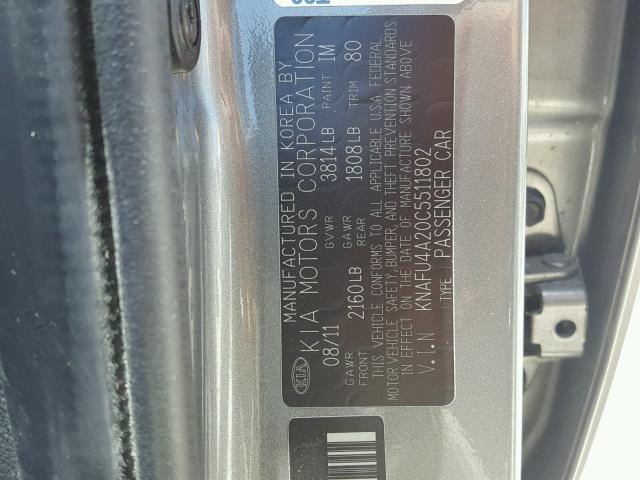 MANUFACTURED IN KOREA BY
KIA KIA MOTORS CORPORATION
08/11 GVWR 3814LB PAINT IM
GAWR FRONT 2160LB GAWR REAR 1808LB TRIM 80
THIS VEHICLE CONFORMS TO ALL APPLICABLE U.S.A. FEDERAL
MOTOR VEHICLE SAFETY, BUMPER, AND THEFT PREVENTION STANDARDS
IN EFFECT ON THE DATE OF MANUFACTURE SHOWN ABOVE
V.I.N KNAFU4A20C5511802
TYPE PASSENGER CAR